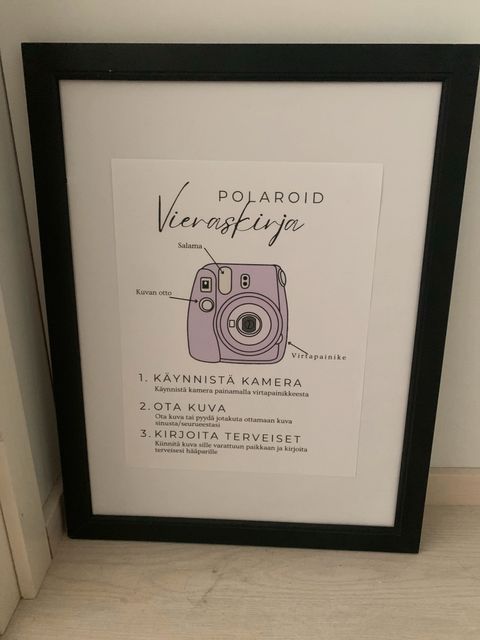 POLAROID
Vieraskirja
Salama
Kuvan otto
Virtapainike
1. KÄYNNISTÄ KAMERA
Käynnistä kamera painamalla virtapainikkeesta
2. OTA KUVA
Ota kuva tai pyydä jotakuta ottamaan kuva
sinusta/seurueestasi
3. KIRJOITA TERVEISET
Kiinnitä kuva sille varattuun paikkaan ja kirjoita
terveisesi hääparille